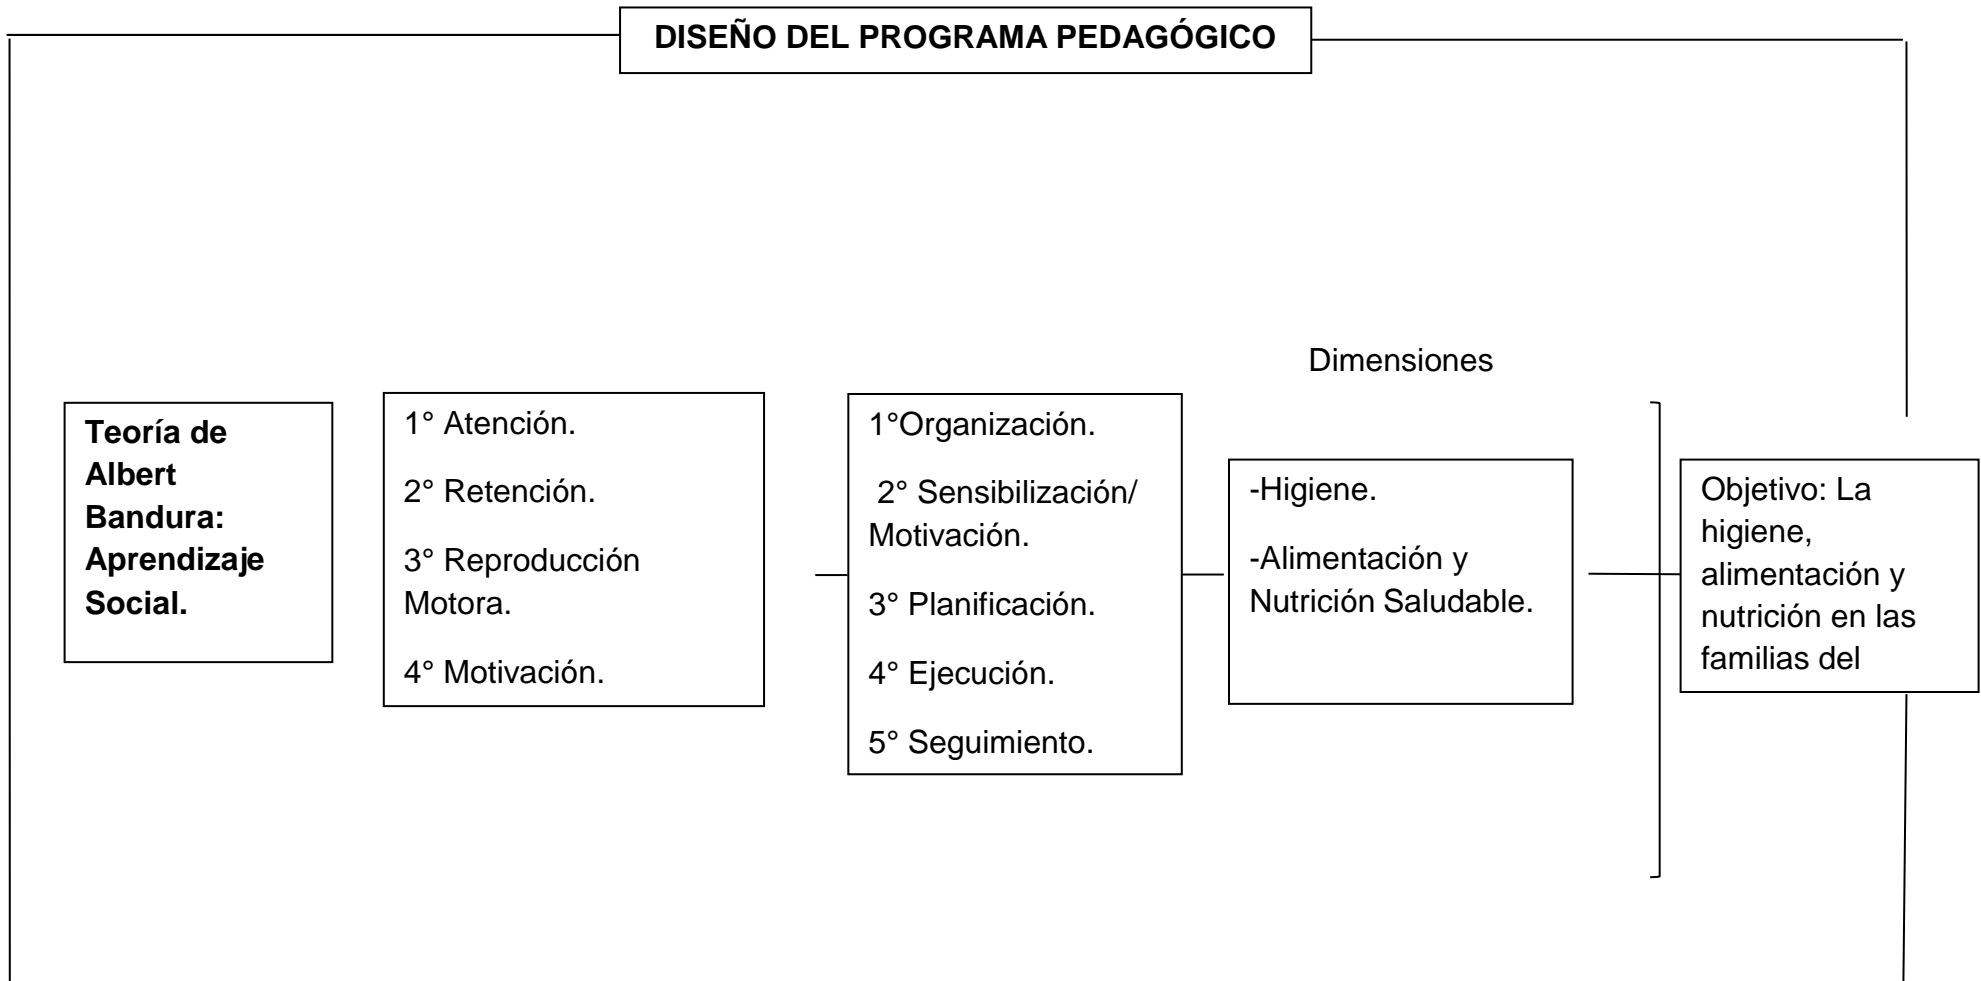 DISEÑO DEL PROGRAMA PEDAGÓGICO
Teoría de
Albert
Bandura:
Aprendizaje
Social.
1° Atención.
2° Retención.
3° Reproducción
Motora.
4° Motivación.
1°Organización.
2° Sensibilización/
Motivación.
3° Planificación.
4° Ejecución.
5° Seguimiento.
Dimensiones
-Higiene.
-Alimentación y
Nutrición Saludable.
Objetivo: La
higiene,
alimentación y
nutrición en las
familias del